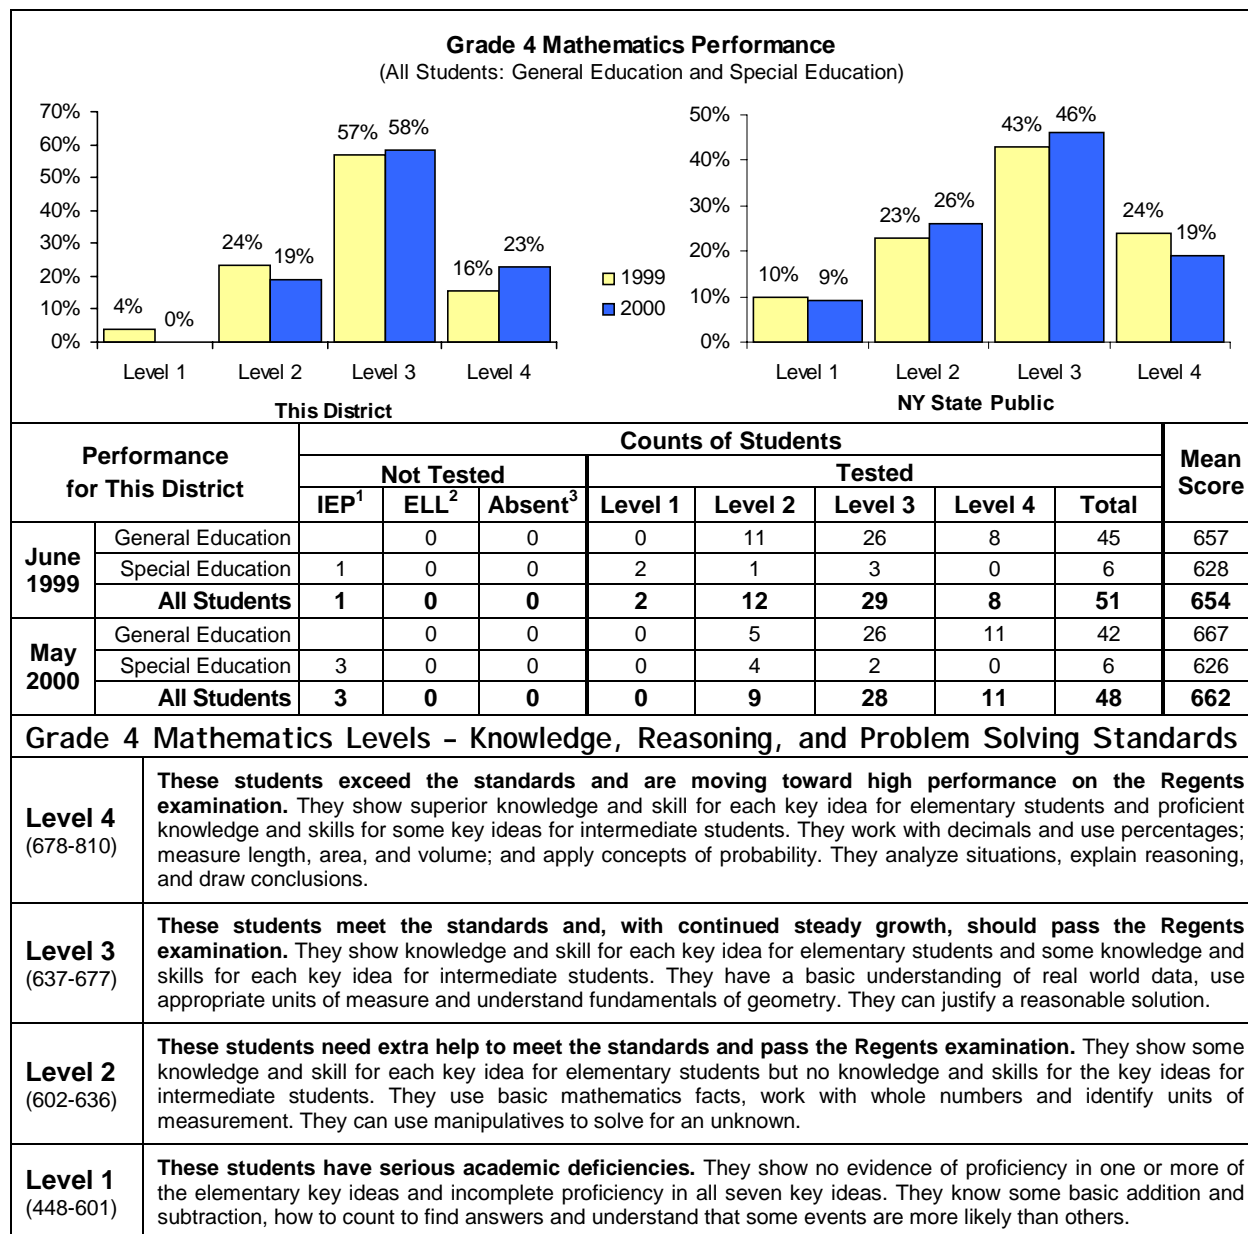 Grade 4 Mathematics Performance
(All Students: General Education and Special Education)
70%
60%
50%
40%
30%
20%
10%
0%
4%
0%
24%
19%
57%
58%
16%
23%
Level 1
Level 2
Level 3
Level 4
This District
1999
2000
50%
40%
30%
20%
10%
0%
10%
9%
23%
26%
43%
46%
24%
19%
Level 1
Level 2
Level 3
Level 4
NY State Public
Performance for This District
Counts of Students
Mean Score
Not Tested
Tested
IEP1 ELL2 Absent3 Level 1 Level 2 Level 3 Level 4 Total
June 1999
General Education 0 0 0 11 26 8 45 657
Special Education 1 0 0 2 1 3 0 6 628
All Students 1 0 0 2 12 29 8 51 654
May 2000
General Education 0 0 0 5 26 11 42 667
Special Education 3 0 0 0 4 2 0 6 626
All Students 3 0 0 0 9 28 11 48 662
Grade 4 Mathematics Levels – Knowledge, Reasoning, and Problem Solving Standards
Level 4
(678-810)
These students exceed the standards and are moving toward high performance on the Regents
examination. They show superior knowledge and skill for each key idea for elementary students and proficient
knowledge and skills for some key ideas for intermediate students. They work with decimals and use percentages;
measure length, area, and volume; and apply concepts of probability. They analyze situations, explain reasoning,
and draw conclusions.
Level 3
(637-677)
These students meet the standards and, with continued steady growth, should pass the Regents
examination. They show knowledge and skill for each key idea for elementary students and some knowledge and
skills for each key idea for intermediate students. They have a basic understanding of real world data, use
appropriate units of measure and understand fundamentals of geometry. They can justify a reasonable solution.
Level 2
(602-636)
These students need extra help to meet the standards and pass the Regents examination. They show some
knowledge and skill for each key idea for elementary students but no knowledge and skills for the key ideas for
intermediate students. They use basic mathematics facts, work with whole numbers and identify units of
measurement. They can use manipulatives to solve for an unknown.
Level 1
(448-601)
These students have serious academic deficiencies. They show no evidence of proficiency in one or more of
the elementary key ideas and incomplete proficiency in all seven key ideas. They know some basic addition and
subtraction, how to count to find answers and understand that some events are more likely than others.